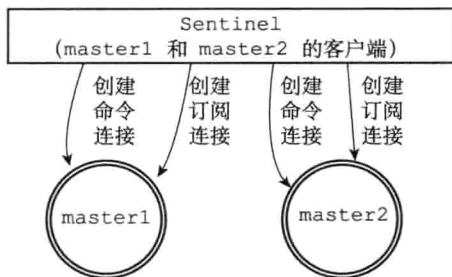 Sentinel
(master1 和 master2 的客户端)
创建 创建 创建 创建
命令 订阅 命令 订阅
连接 连接 连接 连接
master1 master2